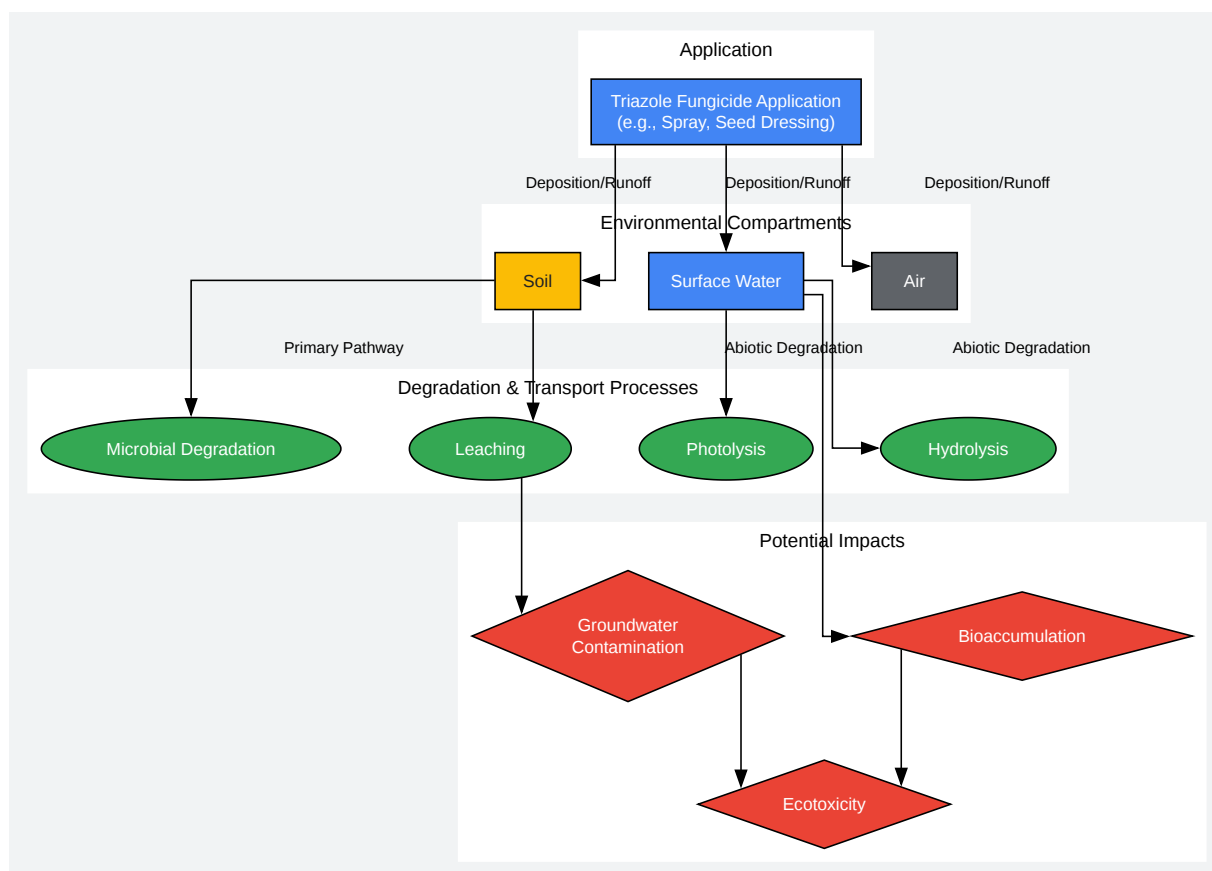 Application
Triazole Fungicide Application
(e.g., Spray, Seed Dressing)
Deposition/Runoff
Deposition/Runoff
Deposition/Runoff
Environmental Compartments
Soil
Surface Water
Air
Primary Pathway
Abiotic Degradation
Abiotic Degradation
Degradation & Transport Processes
Microbial Degradation
Leaching
Photolysis
Hydrolysis
Potential Impacts
Groundwater
Contamination
Bioaccumulation
Ecotoxicity